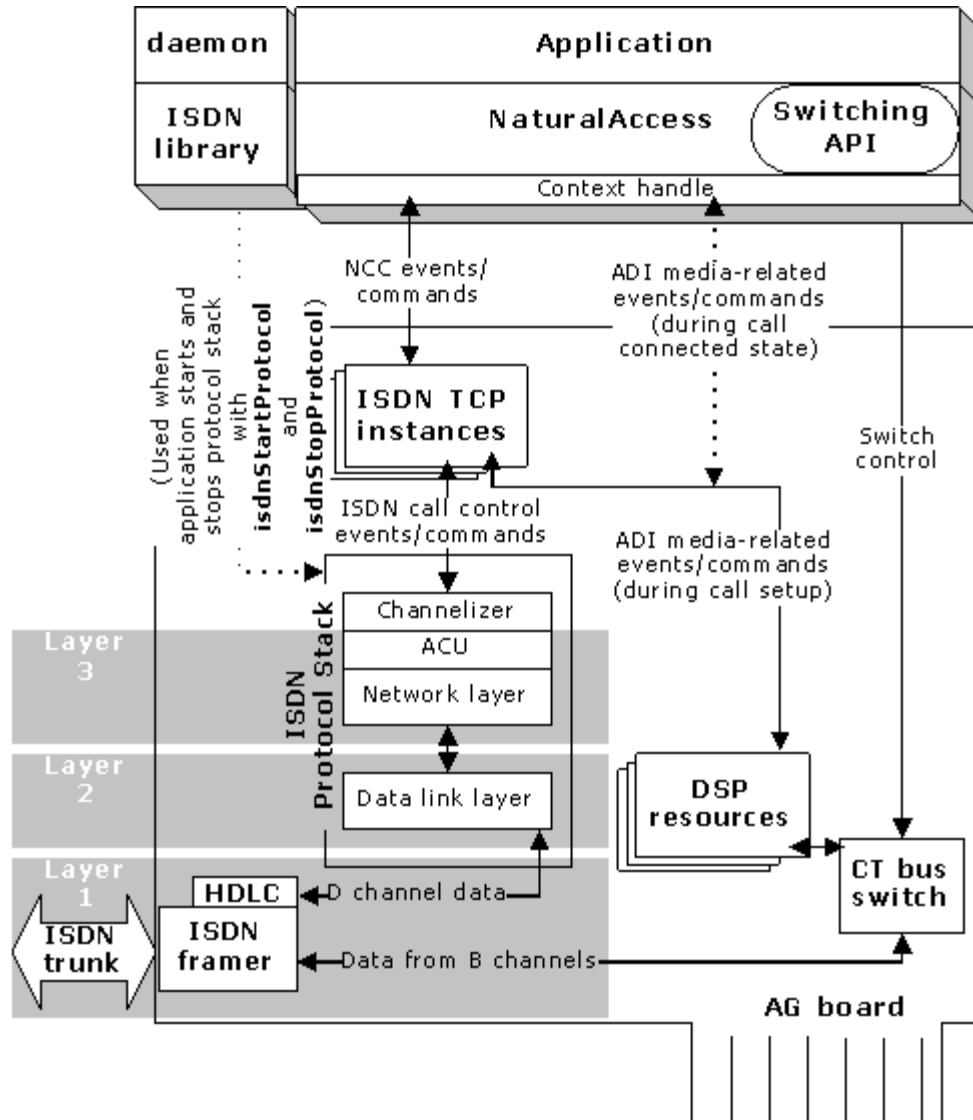 daemon
Application
ISDN
library
NaturalAccess
Switching
API
Context handle
NCC events/
commands
ADI media-related
events/commands
(during call
connected state)
(Used when
application starts and
stops protocol stack
with
isdnStartProtocol
and
isdnStopProtocol)
ISDN TCP
instances
Switch
control
ISDN call control
events/commands
ADI media-related
events/commands
(during call setup)
Layer
3
ISDN
Protocol Stack
Channelizer
ACU
Network layer
Layer
2
Data link layer
DSP
resources
CT bus
switch
Layer
1
HDLC
D channel data
ISDN
trunk
ISDN
framer
Data from B channels
AG board